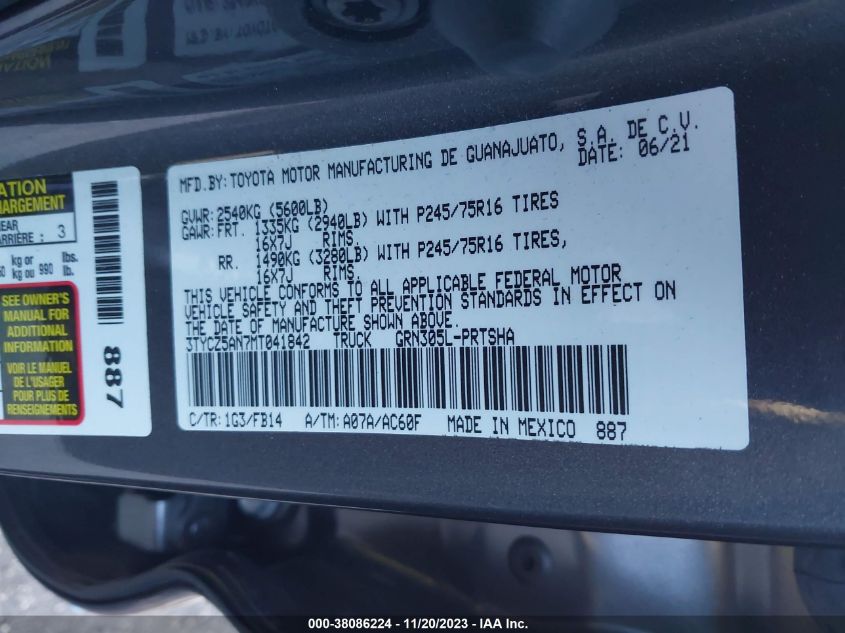 MFD.BY:TOYOTA MOTOR MANUFACTURING DE GUANAJUATO, S.A. DE C.V.
DATE: 06/21
GVWR:2540KG (5600LB)
GAWR:FRT. 1335KG (2940LB) WITH P245/75R16 TIRES
16X7J RIMS.
RR. 1490KG (3280LB) WITH P245/75R16 TIRES,
16X7J RIMS.
THIS VEHICLE CONFORMS TO ALL APPLICABLE FEDERAL MOTOR
VEHICLE SAFETY AND THEFT PREVENTION STANDARDS IN EFFECT ON
THE DATE OF MANUFACTURE SHOWN ABOVE.
3TYCZ5AN7MT041842 TRUCK GRN305L-PRTSHA
C/TR:1G3/FB14 A/TM:A07A/AC60F MADE IN MEXICO 887
ARRIÈRE : 3
kg or lbs.
kg ou 990 lb.
SEE OWNER'S
MANUAL FOR
ADDITIONAL
INFORMATION
VOIR LE MANUEL
DE L'USAGER
POUR PLUS DE
RENSEIGNEMENTS
887
000-38086224 - 11/20/2023 - IAAI.com